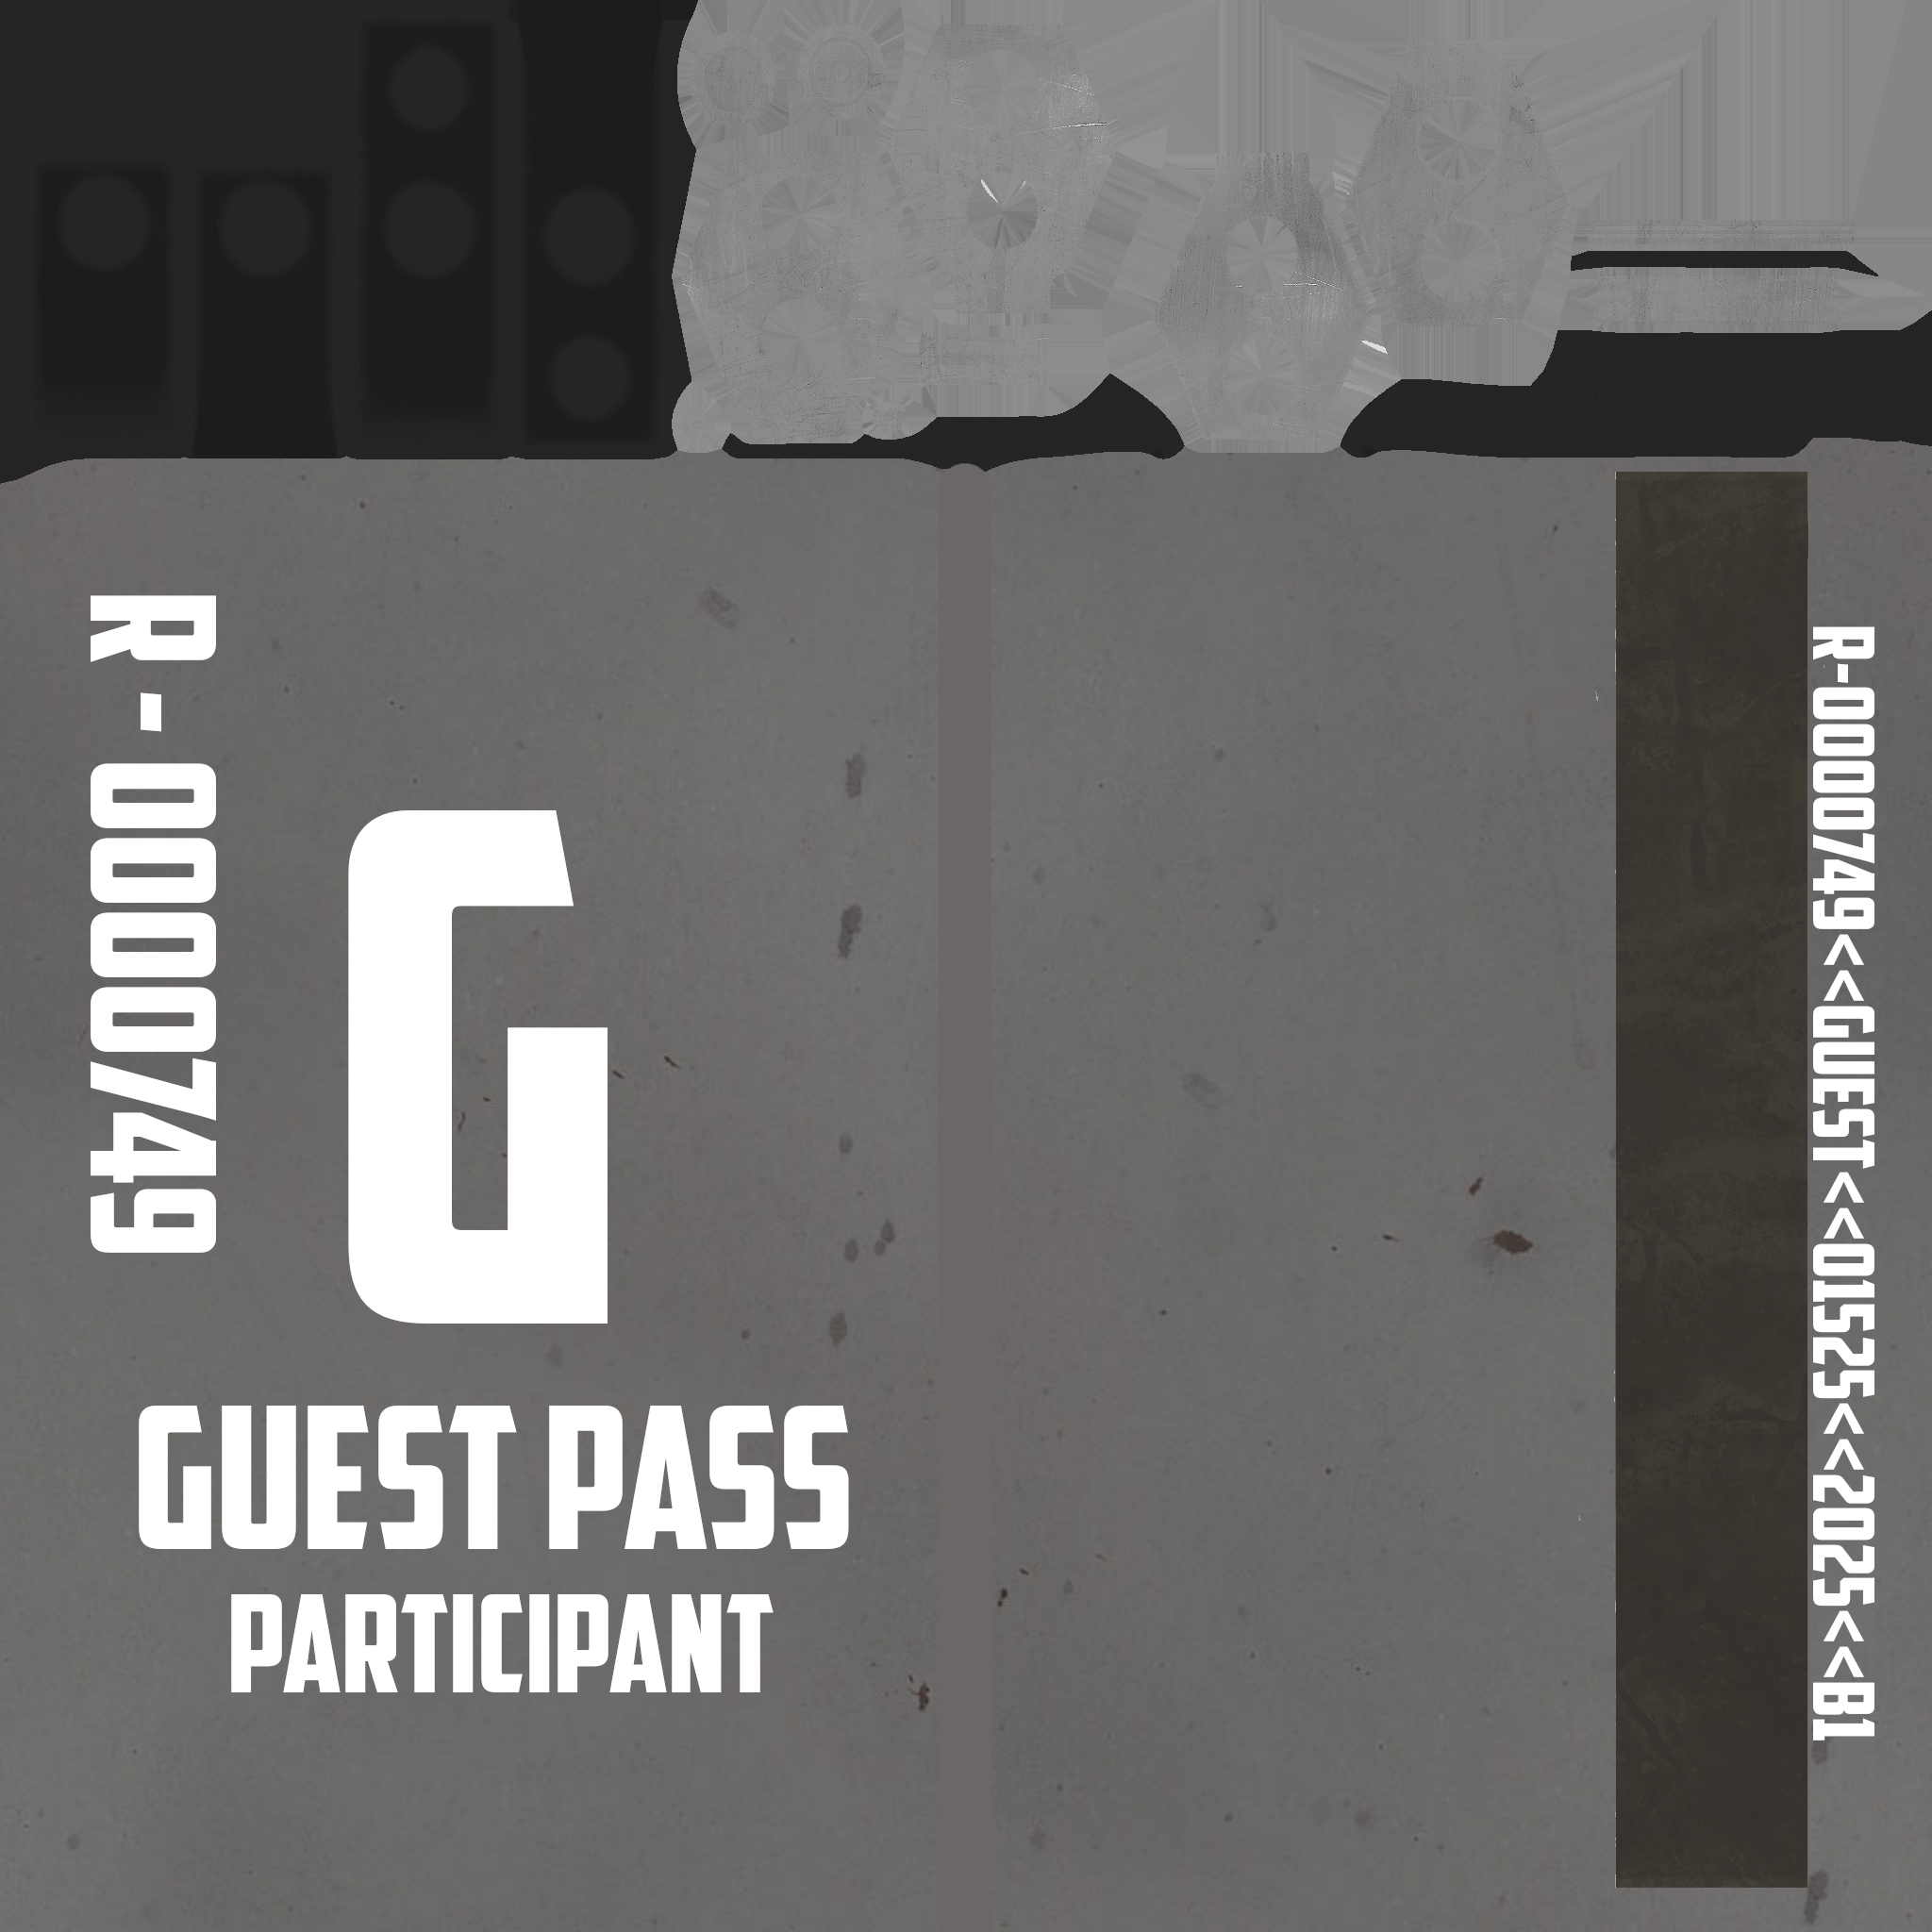 R - 0000749
G
GUEST PASS
PARTICIPANT
R-0000749<<GUEST<<01525<<2025<<B1